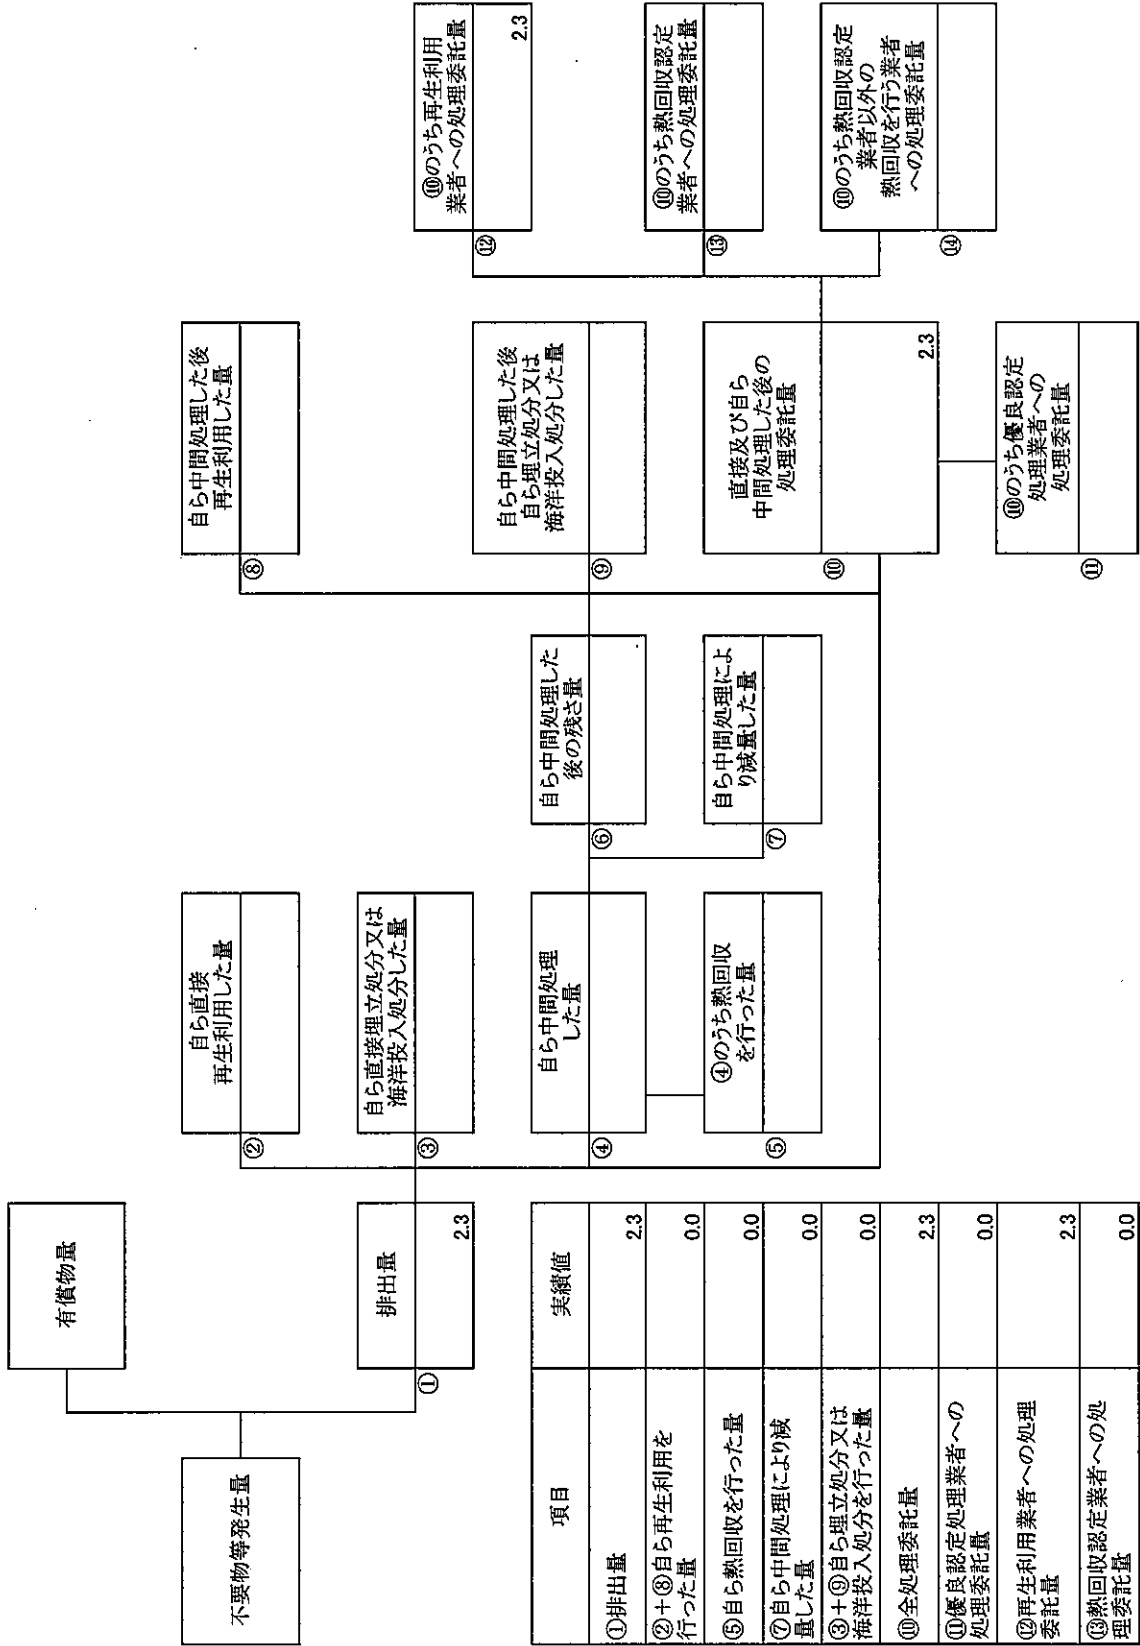 不要物等発生量
有償物量
①
排出量
2.3
②
自ら直接
再生利用した量
③
自ら直接埋立処分又は
海洋投入処分した量
④
自ら中間処理
した量
⑤
④のうち熱回収
を行った量
⑥
自ら中間処理した
後の残さ量
⑦
自ら中間処理によ
り減量した量
⑧
自ら中間処理した後
再生利用した量
⑨
自ら中間処理した後
自ら埋立処分又は
海洋投入処分した量
⑩
直接及び自ら
中間処理した後の
処理委託量
2.3
⑪
⑩のうち優良認定
処理業者への
処理委託量
⑫
⑩のうち再生利用
業者への処理委託量
2.3
⑬
⑩のうち熱回収認定
業者への処理委託量
⑭
⑩のうち熱回収認定
業者以外の
熱回収を行う業者
への処理委託量
項目 実績値
①排出量 2.3
②+⑧自ら再生利用を
行った量 0.0
⑤自ら熱回収を行った量 0.0
⑦自ら中間処理により減
量した量 0.0
③+⑨自ら埋立処分又は
海洋投入処分を行った量 0.0
⑩全処理委託量 2.3
⑪優良認定処理業者への
処理委託量 0.0
⑫再生利用業者への処理
委託量 2.3
⑬熱回収認定業者への処
理委託量 0.0